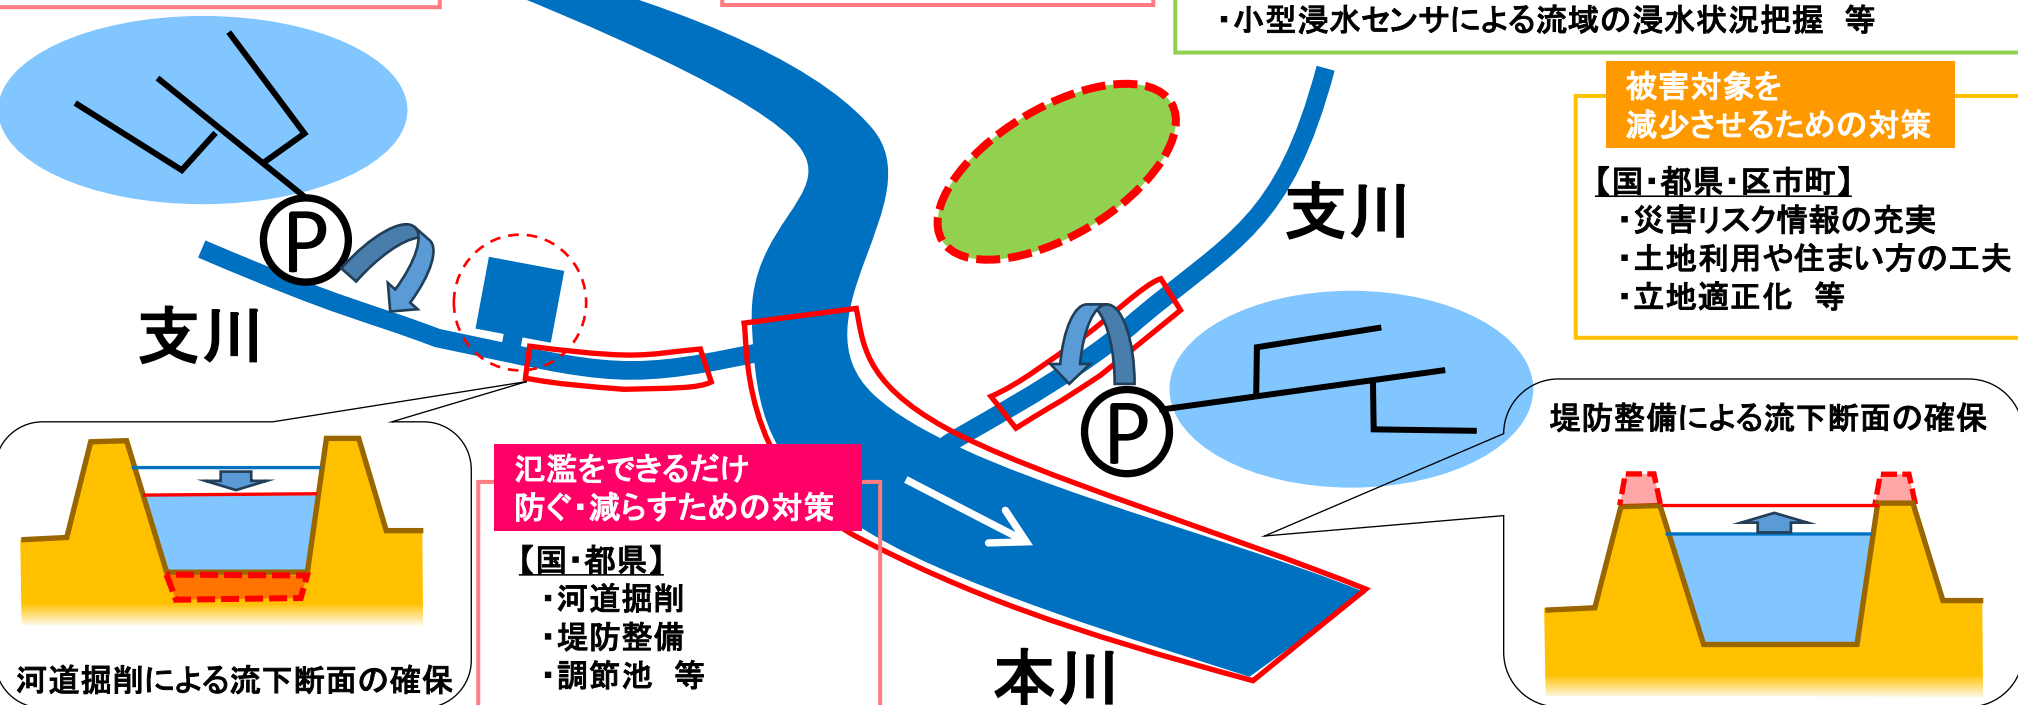 ・小型浸水センサによる流域の浸水状況把握　等
被害対象を
減少させるための対策
【国・都県・区市町】
・災害リスク情報の充実
・土地利用や住まい方の工夫
・立地適正化　等
支川
P
支川
P
堤防整備による流下断面の確保
氾濫をできるだけ
防ぐ・減らすための対策
【国・都県】
・河道掘削
・堤防整備
・調節池　等
河道掘削による流下断面の確保
本川